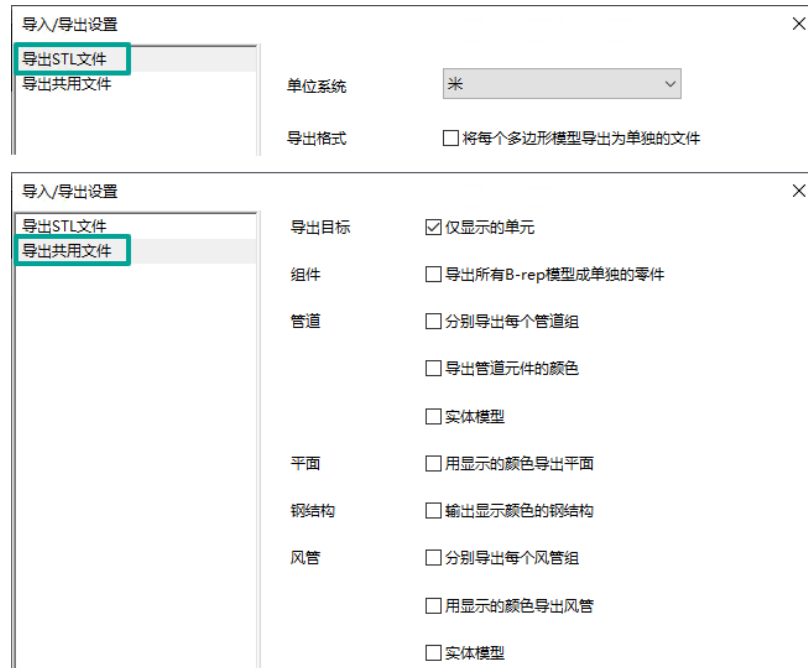 导入/导出设置
导出STL文件
导出共用文件
单位系统 米
导出格式 将每个多边形模型导出为单独的文件
导入/导出设置
导出STL文件
导出共用文件
导出目标 仅显示的单元
组件 导出所有B-rep模型成单独的零件
管道 分别导出每个管道组
导出管道元件的颜色
实体模型
平面 用显示的颜色导出平面
钢结构 输出显示颜色的钢结构
风管 分别导出每个风管组
用显示的颜色导出风管
实体模型